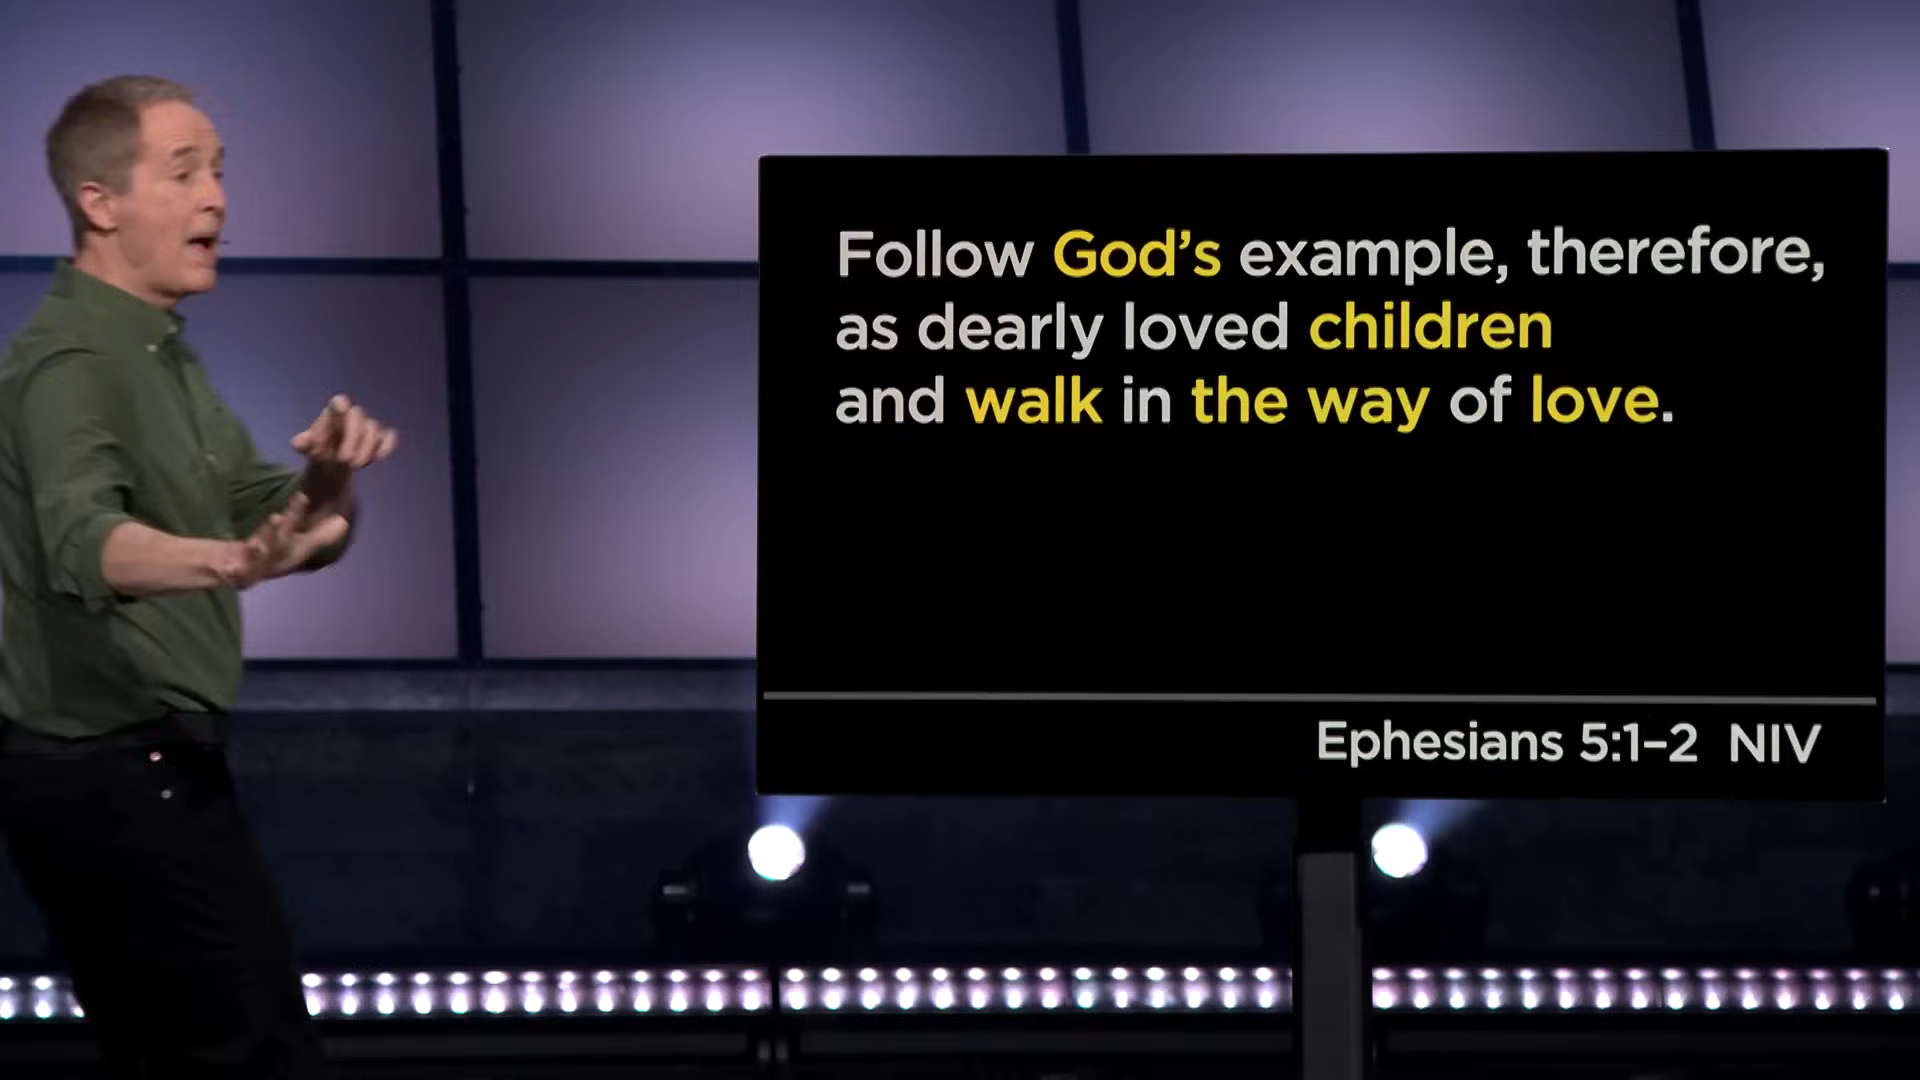 Follow God’s example, therefore,
as dearly loved children
and walk in the way of love.
Ephesians 5:1–2 NIV